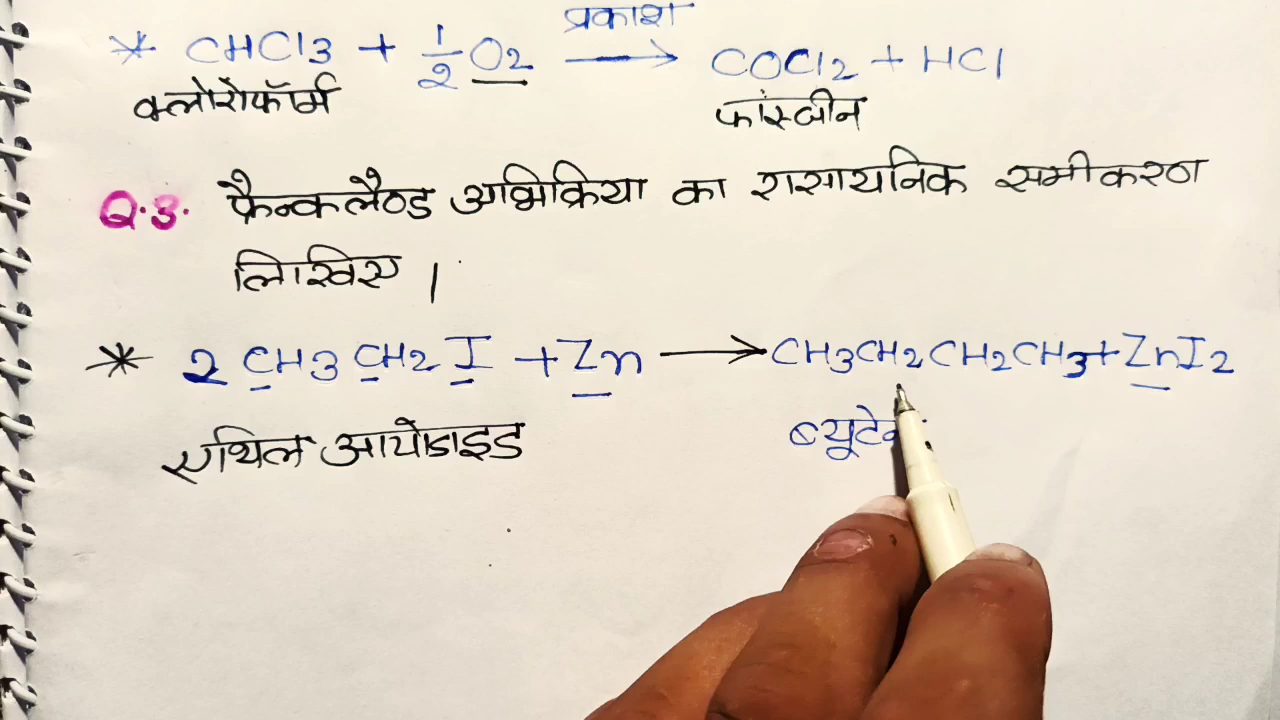 प्रकाश
* CHCl3 + 1/2 O2 ⟶ COCl2 + HCl
क्लोरोफॉर्म फांस्जीन
Q.3. फ्रैन्कलैण्ड अभिक्रिया का रासायनिक समीकरण
लिखिए ।
* 2 CH3 CH2 I + Zn ⟶ CH3CH2CH2CH3 + ZnI2
एथिल आयोडाइड ब्यूटेन